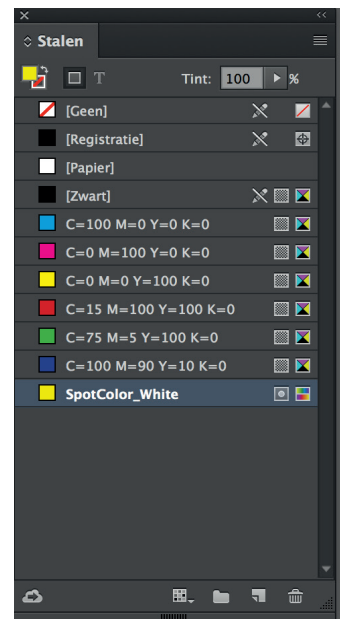 Stalen
T Tint: 100 %
[Geen]
[Registratie]
[Papier]
[Zwart]
C=100 M=0 Y=0 K=0
C=0 M=100 Y=0 K=0
C=0 M=0 Y=100 K=0
C=15 M=100 Y=100 K=0
C=75 M=5 Y=100 K=0
C=100 M=90 Y=10 K=0
SpotColor_White